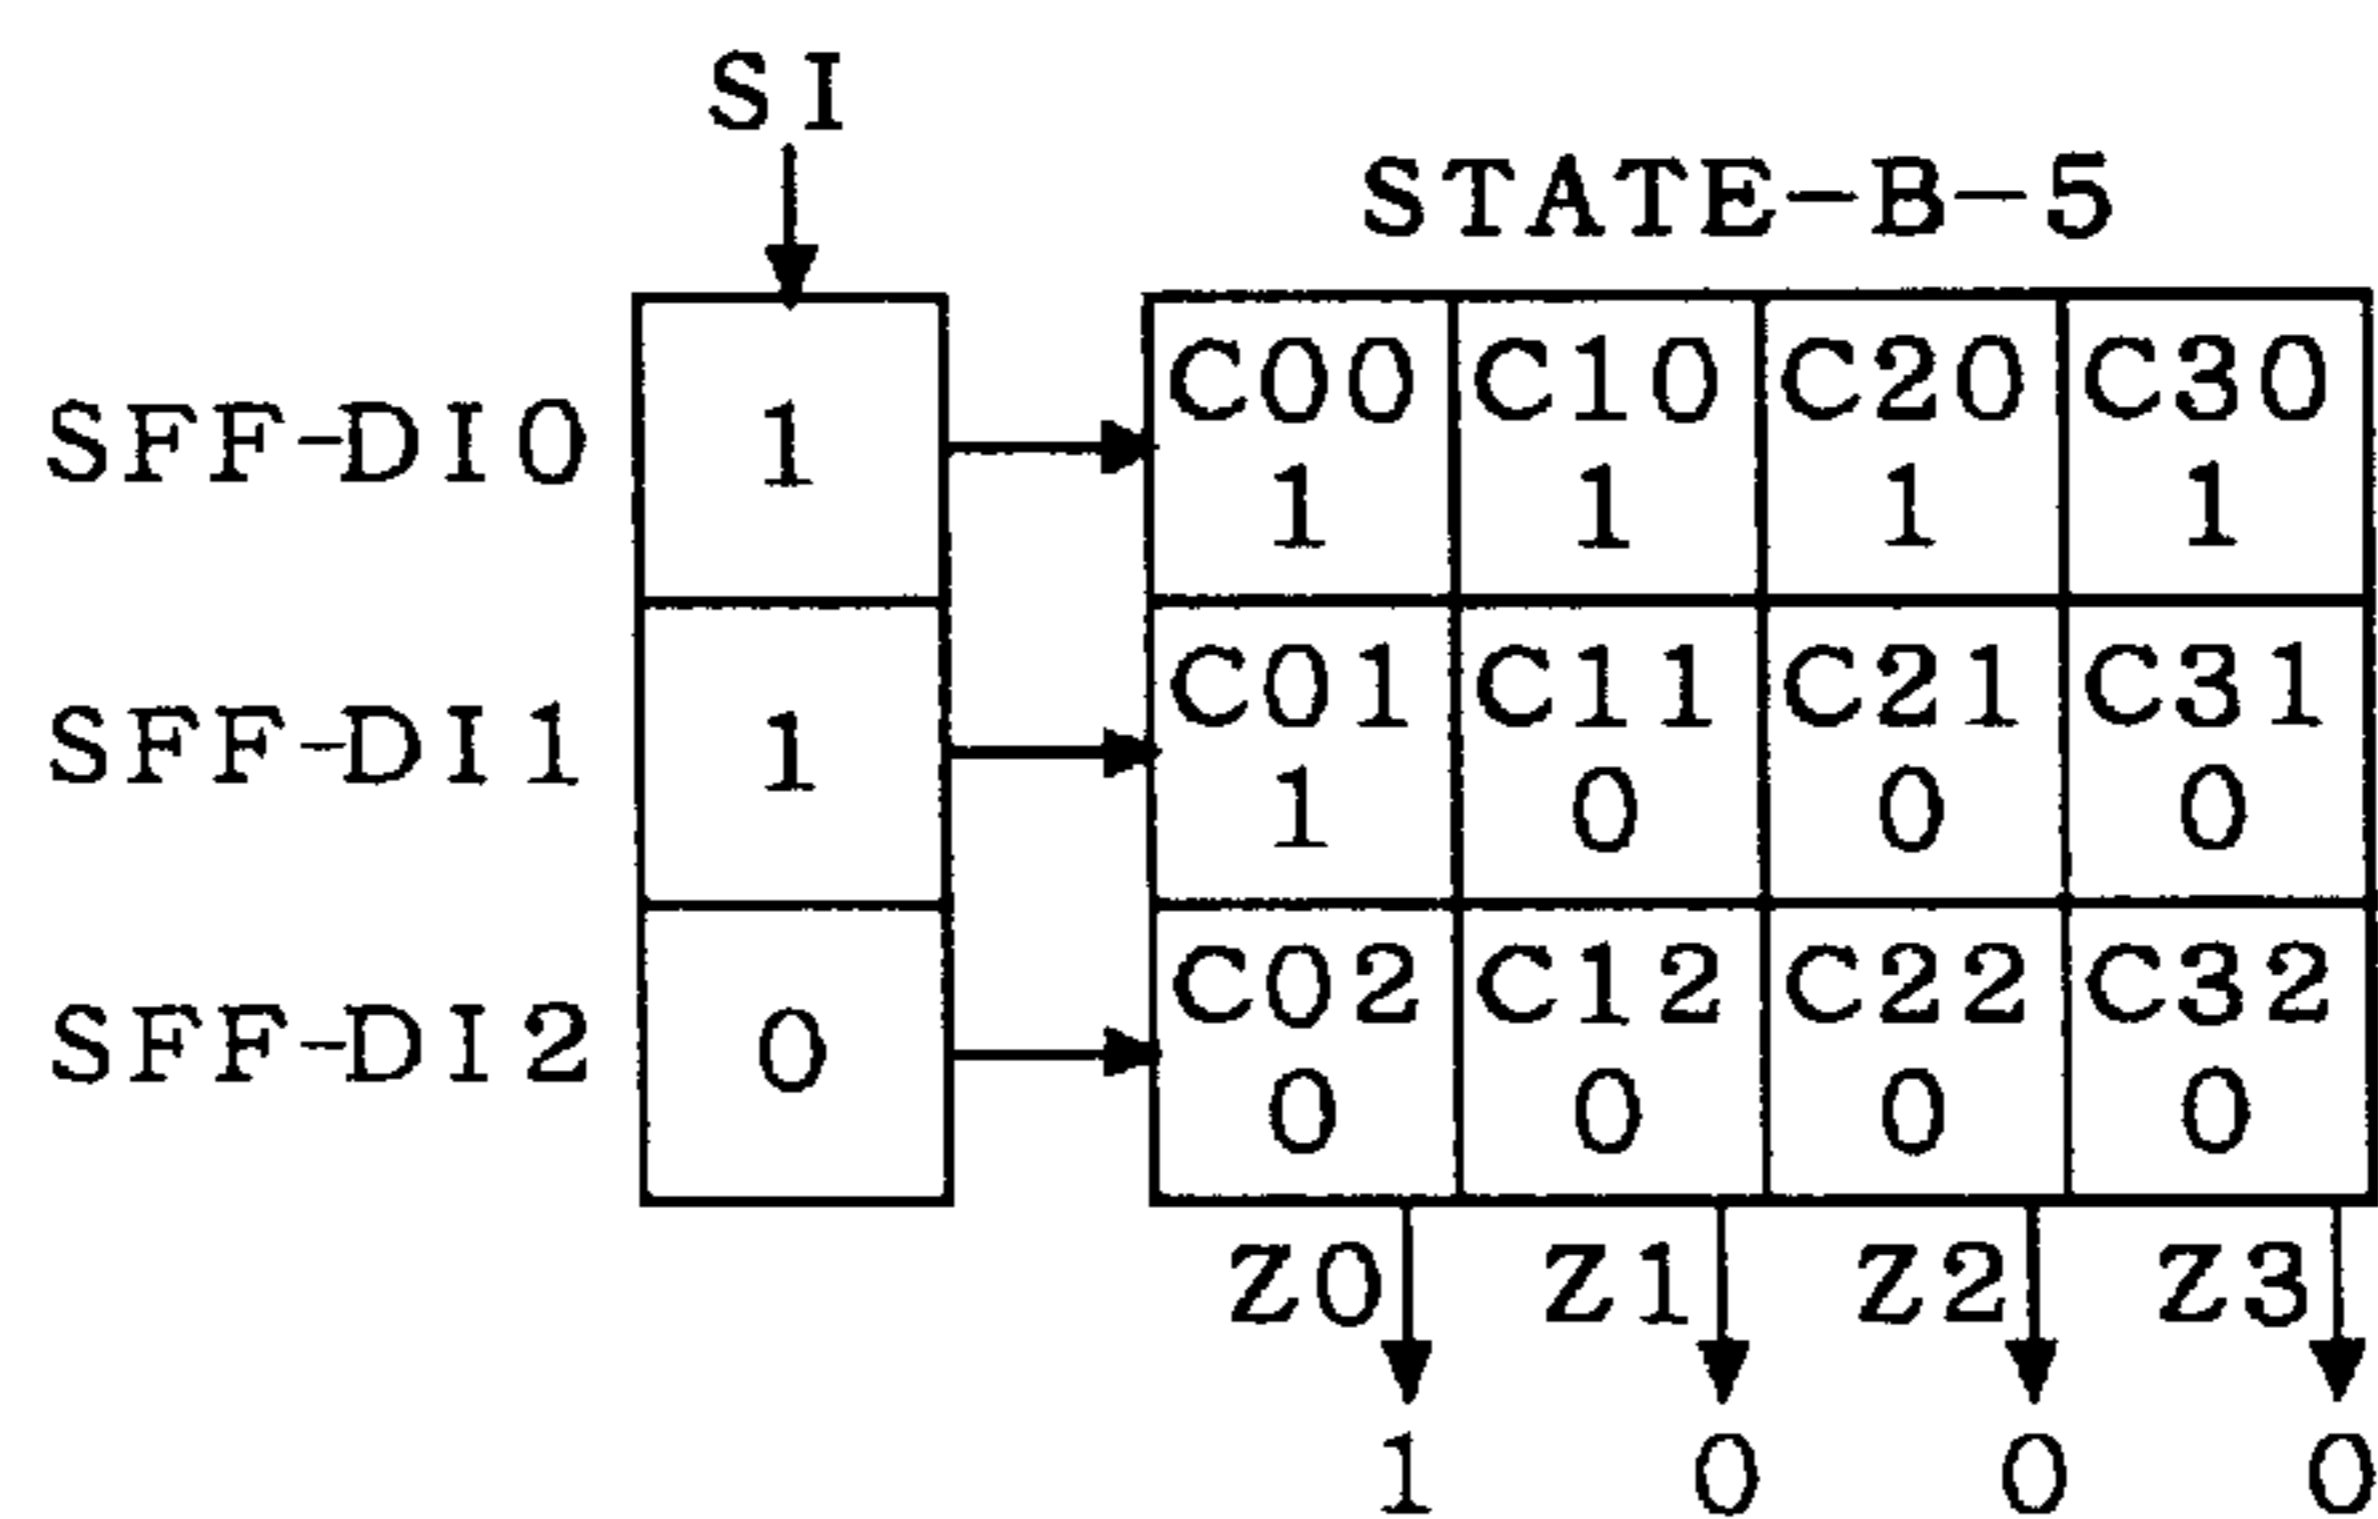 SI
STATE-B-5
C00 C10 C20 C30
SFF-DI0 1 1 1 1 1
C01 C11 C21 C31
SFF-DI1 1 1 0 0 0
C02 C12 C22 C32
SFF-DI2 0 0 0 0 0
Z0 Z1 Z2 Z3
1 0 0 0